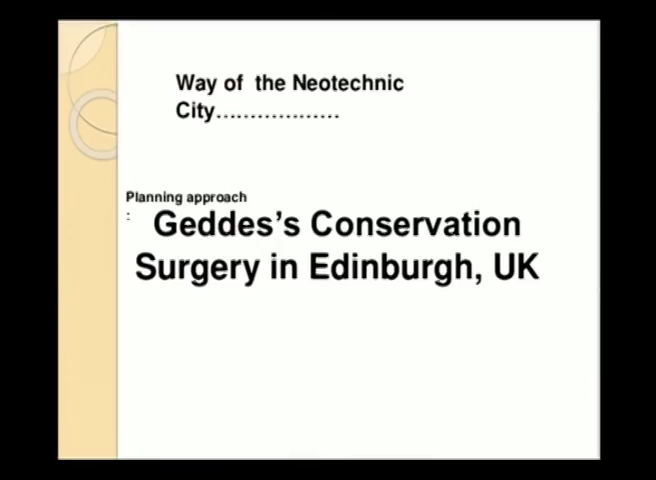 Way of the Neotechnic
City..................
Planning approach
:
Geddes’s Conservation
Surgery in Edinburgh, UK